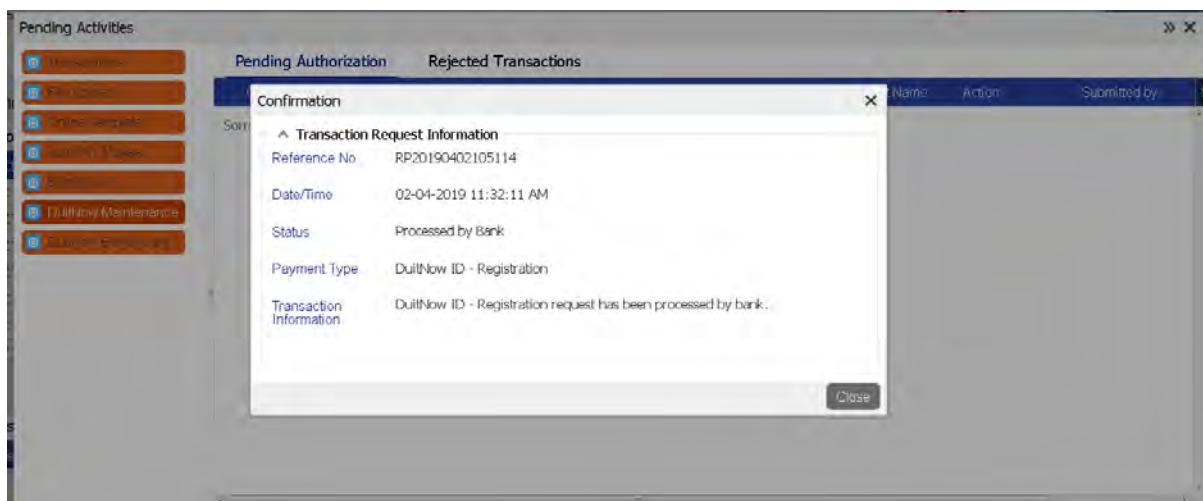 Pending Activities
Pending Authorization
Rejected Transactions
Name
Action
Submitted by
DuitNow Maintenance
Confirmation
Transaction Request Information
Reference No RP20190402105114
Date/Time 02-04-2019 11:32:11 AM
Status Processed by Bank
Payment Type DuitNow ID - Registration
Transaction Information DuitNow ID - Registration request has been processed by bank..
Close